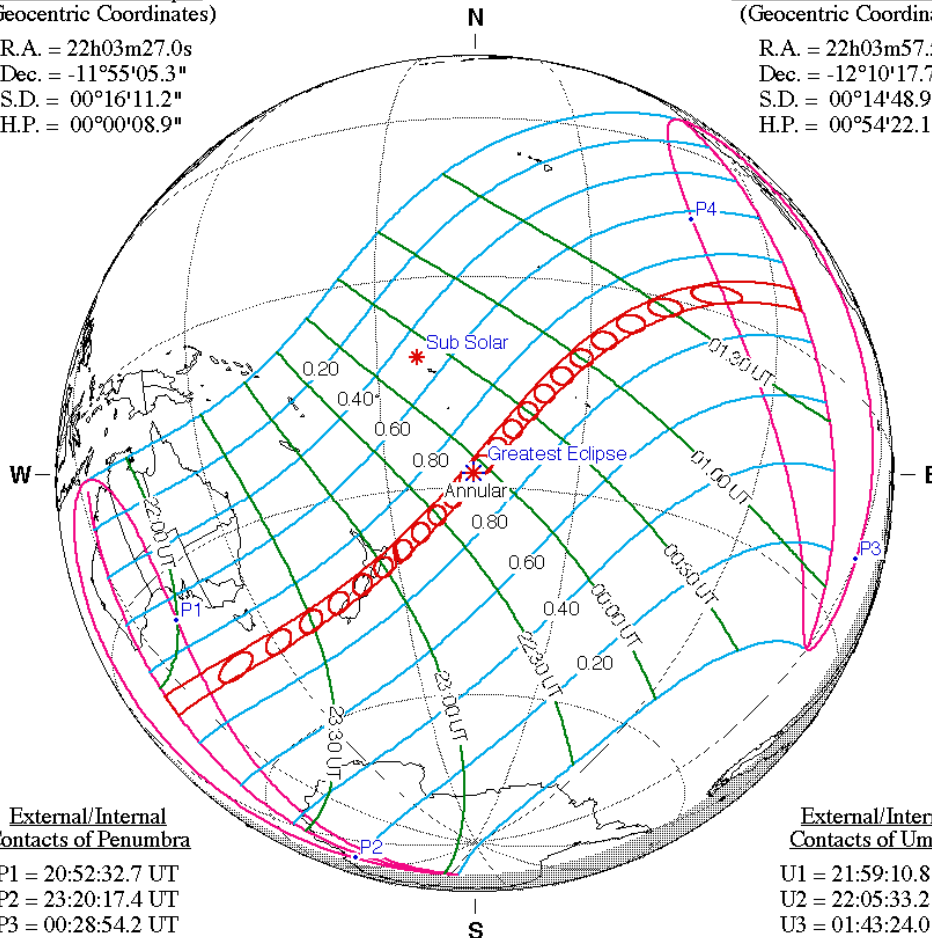 Geocentric Coordinates)
R.A. = 22h03m27.0s
Dec. = -11°55'05.3"
S.D. = 00°16'11.2"
H.P. = 00°00'08.9"
N
(Geocentric Coordina
R.A. = 22h03m57.
Dec. = -12°10'17.7
S.D. = 00°14'48.9
H.P. = 00°54'22.1
P4
Sub Solar
0.20
0.40
0.60
0.80
01:30 UT
W
Greatest Eclipse
Annular
E
0.80
01:00 UT
22:00 UT
0.60
P3
P1
0.40
00:30 UT
00:00 UT
0.20
22:30 UT
23:00 UT
23:30 UT
P2
External/Internal
Contacts of Penumbra
P1 = 20:52:32.7 UT
P2 = 23:20:17.4 UT
P3 = 00:28:54.2 UT
S
External/Inter
Contacts of Um
U1 = 21:59:10.8
U2 = 22:05:33.2
U3 = 01:43:24.0